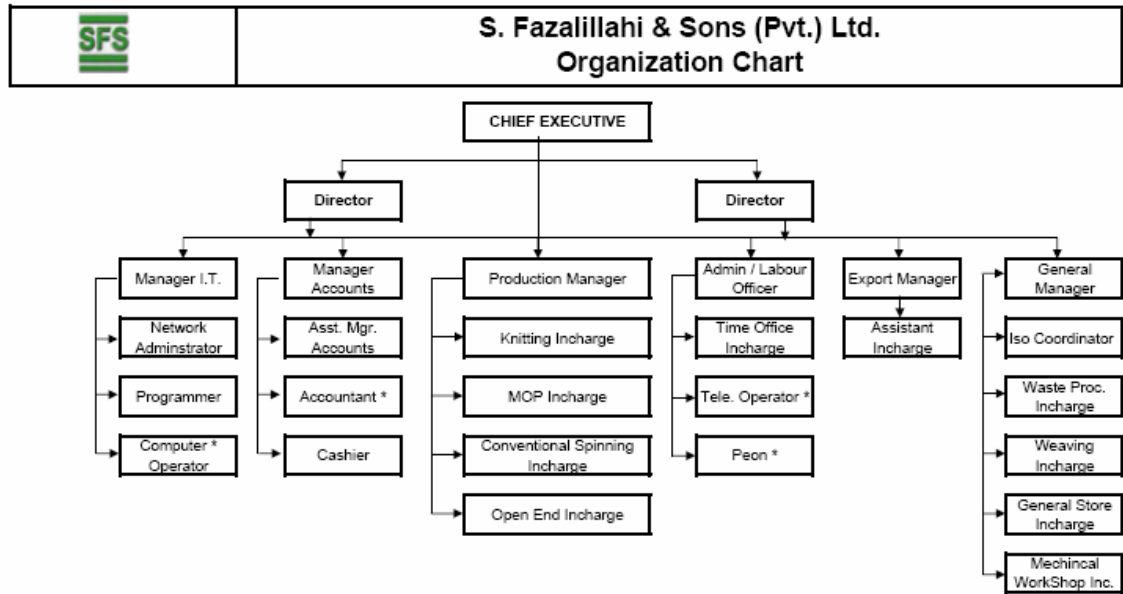 SFS
S. Fazalillahi & Sons (Pvt.) Ltd.
Organization Chart
CHIEF EXECUTIVE
Director
Director
Manager I.T.
Manager
Accounts
Production Manager
Admin / Labour
Officer
Export Manager
General
Manager
Network
Adminstrator
Asst. Mgr.
Accounts
Knitting Incharge
Time Office
Incharge
Assistant
Incharge
Iso Coordinator
Programmer
Accountant *
MOP Incharge
Tele. Operator *
Waste Proc.
Incharge
Computer *
Operator
Cashier
Conventional Spinning
Incharge
Peon *
Weaving
Incharge
Open End Incharge
General Store
Incharge
Mechincal
WorkShop Inc.